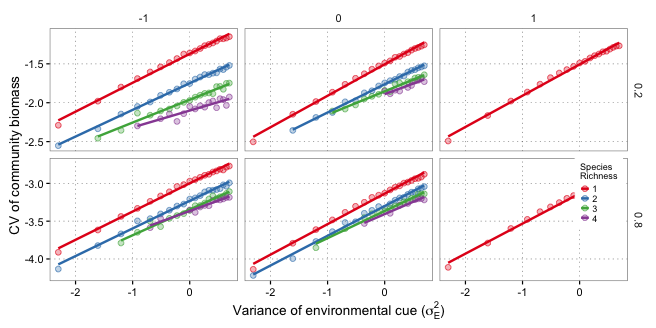 -1 0 1
CV of community biomass
-1.5
-2.0
-2.5
0.2
-3.0
-3.5
-4.0
0.8
Species
Richness
1
2
3
4
-2 -1 0 -2 -1 0 -2 -1 0
Variance of environmental cue (σ²E)